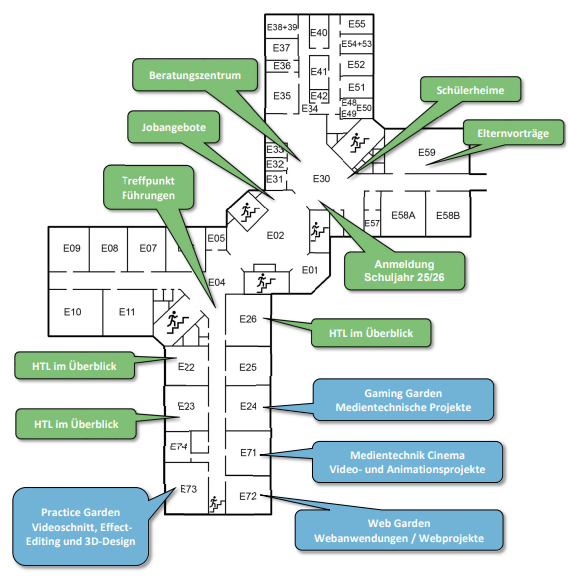 E38+39
E40
E55
E37
E54+53
E36
E41
E52
E35
E42
E51
E48
E50
E49
E34
Beratungszentrum
Schülerheime
Jobangebote
Elternvorträge
E33
E32
E31
E30
E59
Treffpunkt
Führungen
E57
E58A
E58B
E05
E02
E09
E08
E07
E04
E01
Anmeldung
Schuljahr 25/26
E10
E11
E26
HTL im Überblick
HTL im Überblick
E22
E25
Gaming Garden
Medientechnische Projekte
E23
E24
HTL im Überblick
E74
E71
Medientechnik Cinema
Video- und Animationsprojekte
E73
E72
Practice Garden
Videoschnitt, Effect-
Editing und 3D-Design
Web Garden
Webanwendungen / Webprojekte